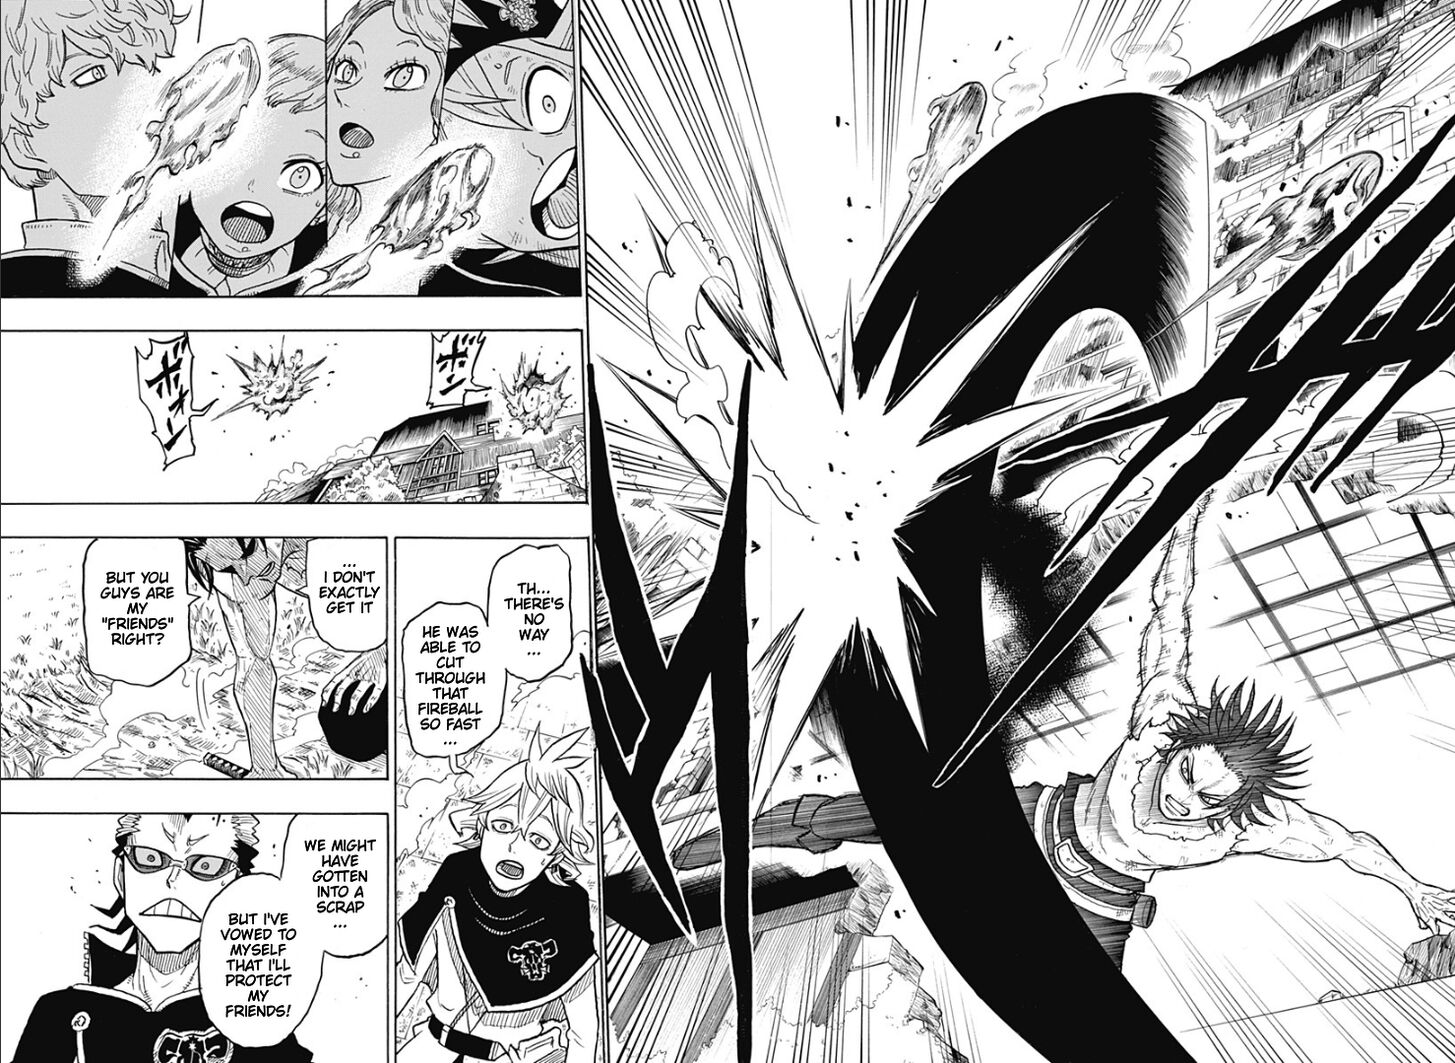 ボン
ボォーン
TH...
THERE'S
NO
WAY
...
HE WAS
ABLE TO
CUT
THROUGH
THAT
FIREBALL
SO FAST
...
...
I DON'T
EXACTLY
GET IT
BUT YOU
GUYS ARE
MY
"FRIENDS"
RIGHT?
WE MIGHT
HAVE
GOTTEN
INTO A
SCRAP
...
BUT I'VE
VOWED TO
MYSELF
THAT I'LL
PROTECT
MY
FRIENDS!